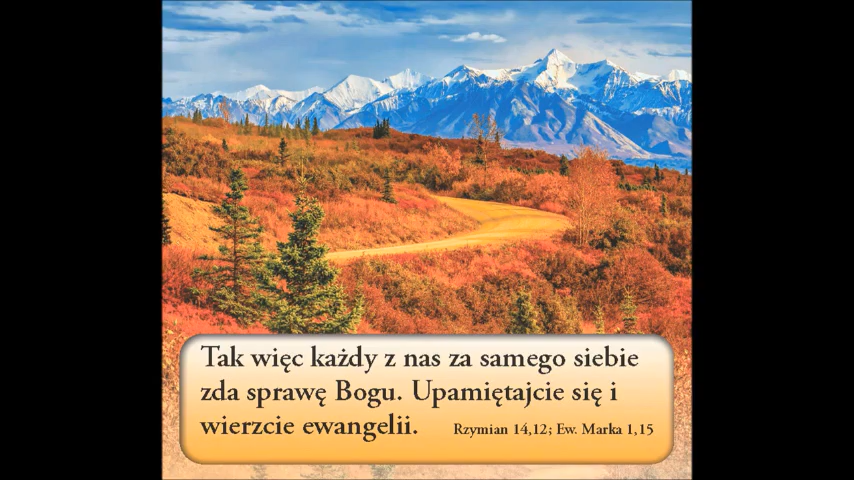 Tak więc każdy z nas za samego siebie
zda sprawę Bogu. Upamiętajcie się i
wierzcie ewangelii. Rzymian 14,12; Ew. Marka 1,15